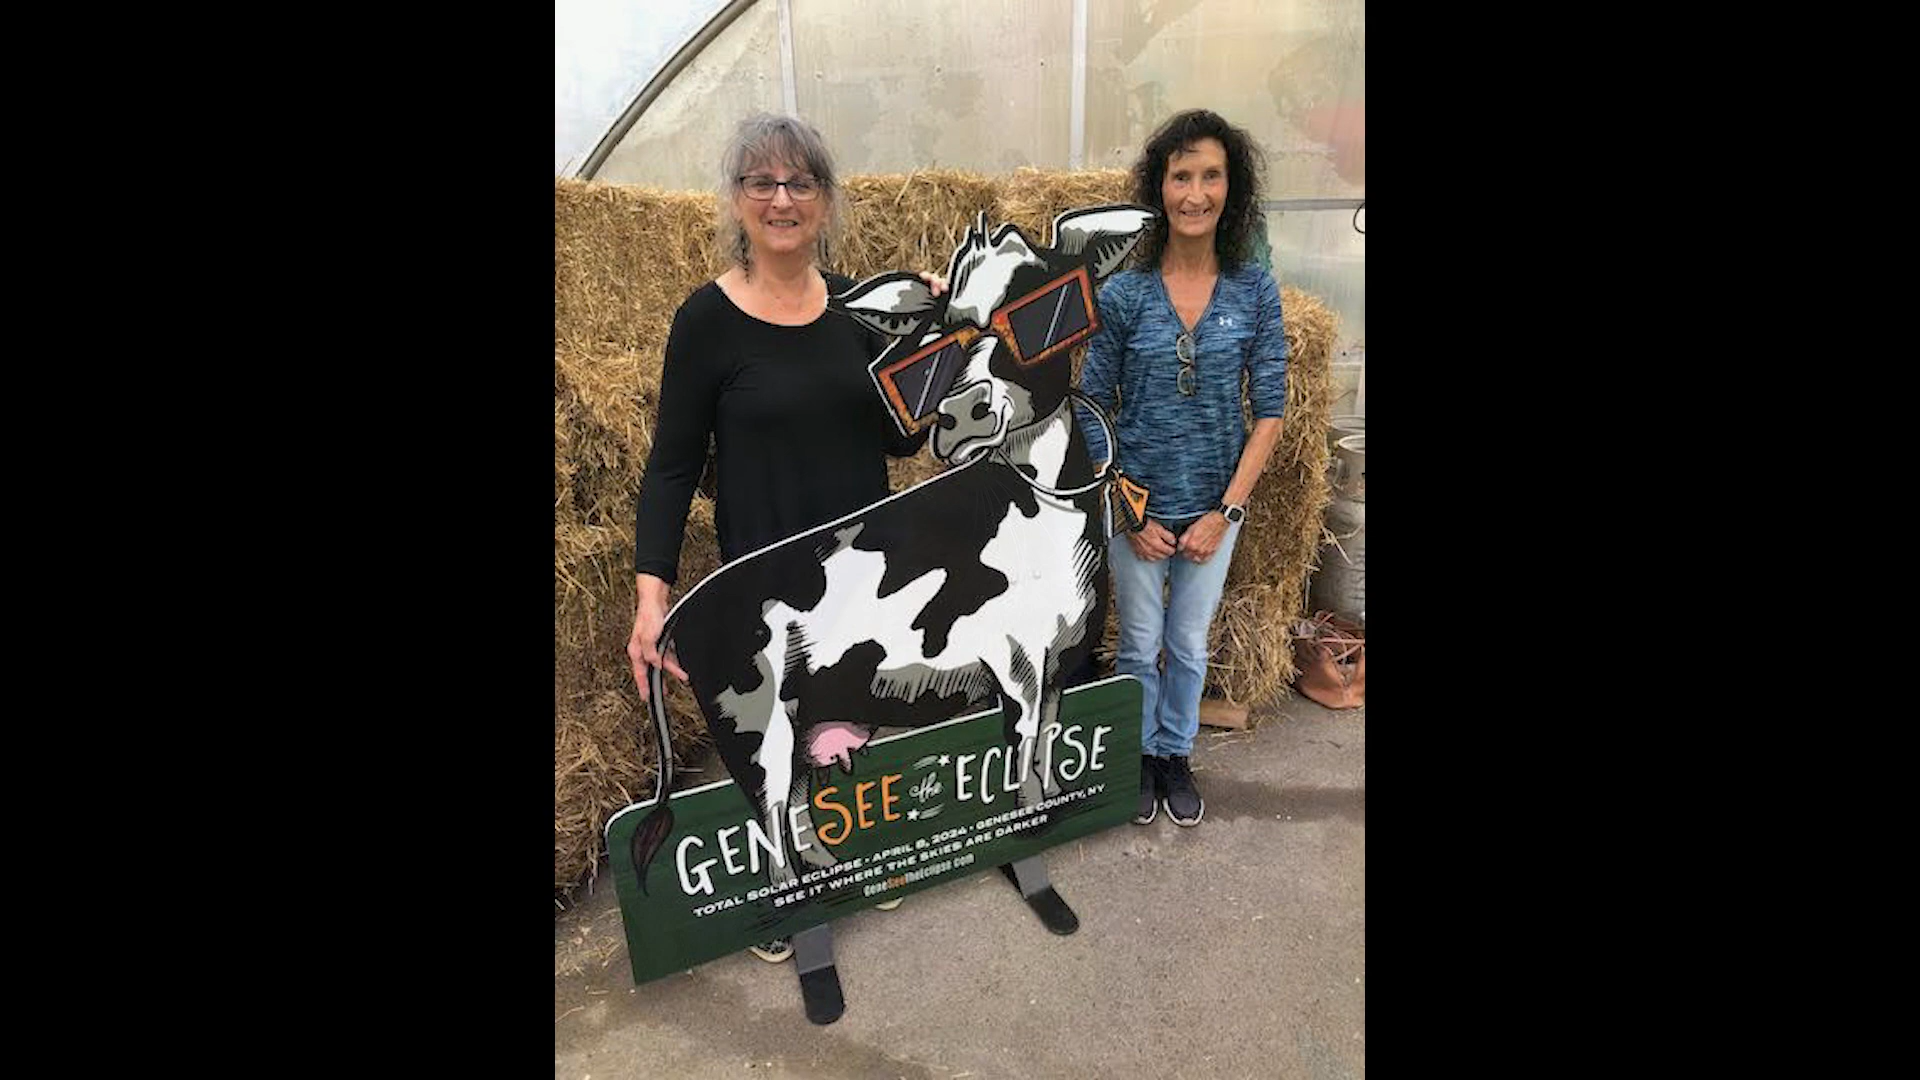 GENESEE the ECLIPSE
TOTAL SOLAR ECLIPSE • APRIL 8, 2024 • GENESEE COUNTY, NY
SEE IT WHERE THE SKIES ARE DARKER
GeneSeeTheEclipse.com